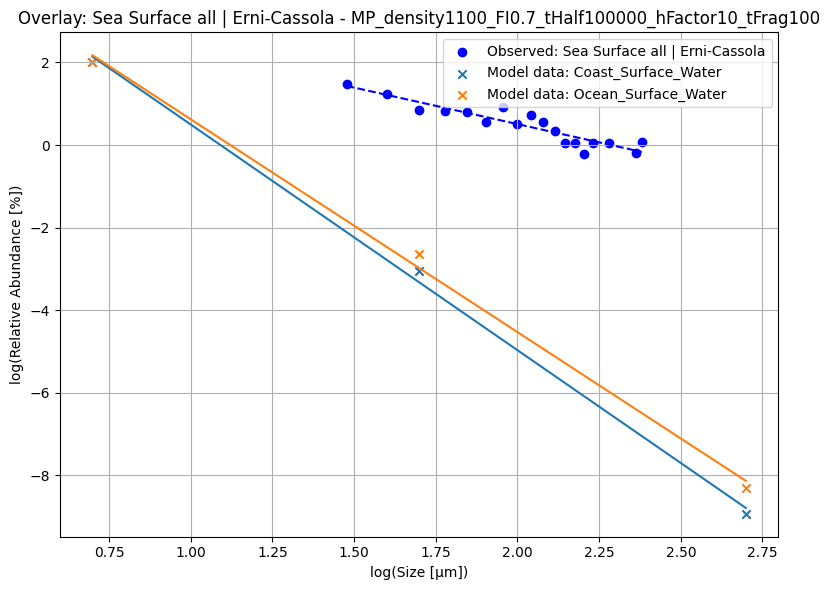 Overlay: Sea Surface all | Erni-Cassola - MP_density1100_FI0.7_tHalf100000_hFactor10_tFrag100
Observed: Sea Surface all | Erni-Cassola
Model data: Coast_Surface_Water
Model data: Ocean_Surface_Water
log(Relative Abundance [%])
2
0
−2
−4
−6
−8
0.75 1.00 1.25 1.50 1.75 2.00 2.25 2.50 2.75
log(Size [µm])